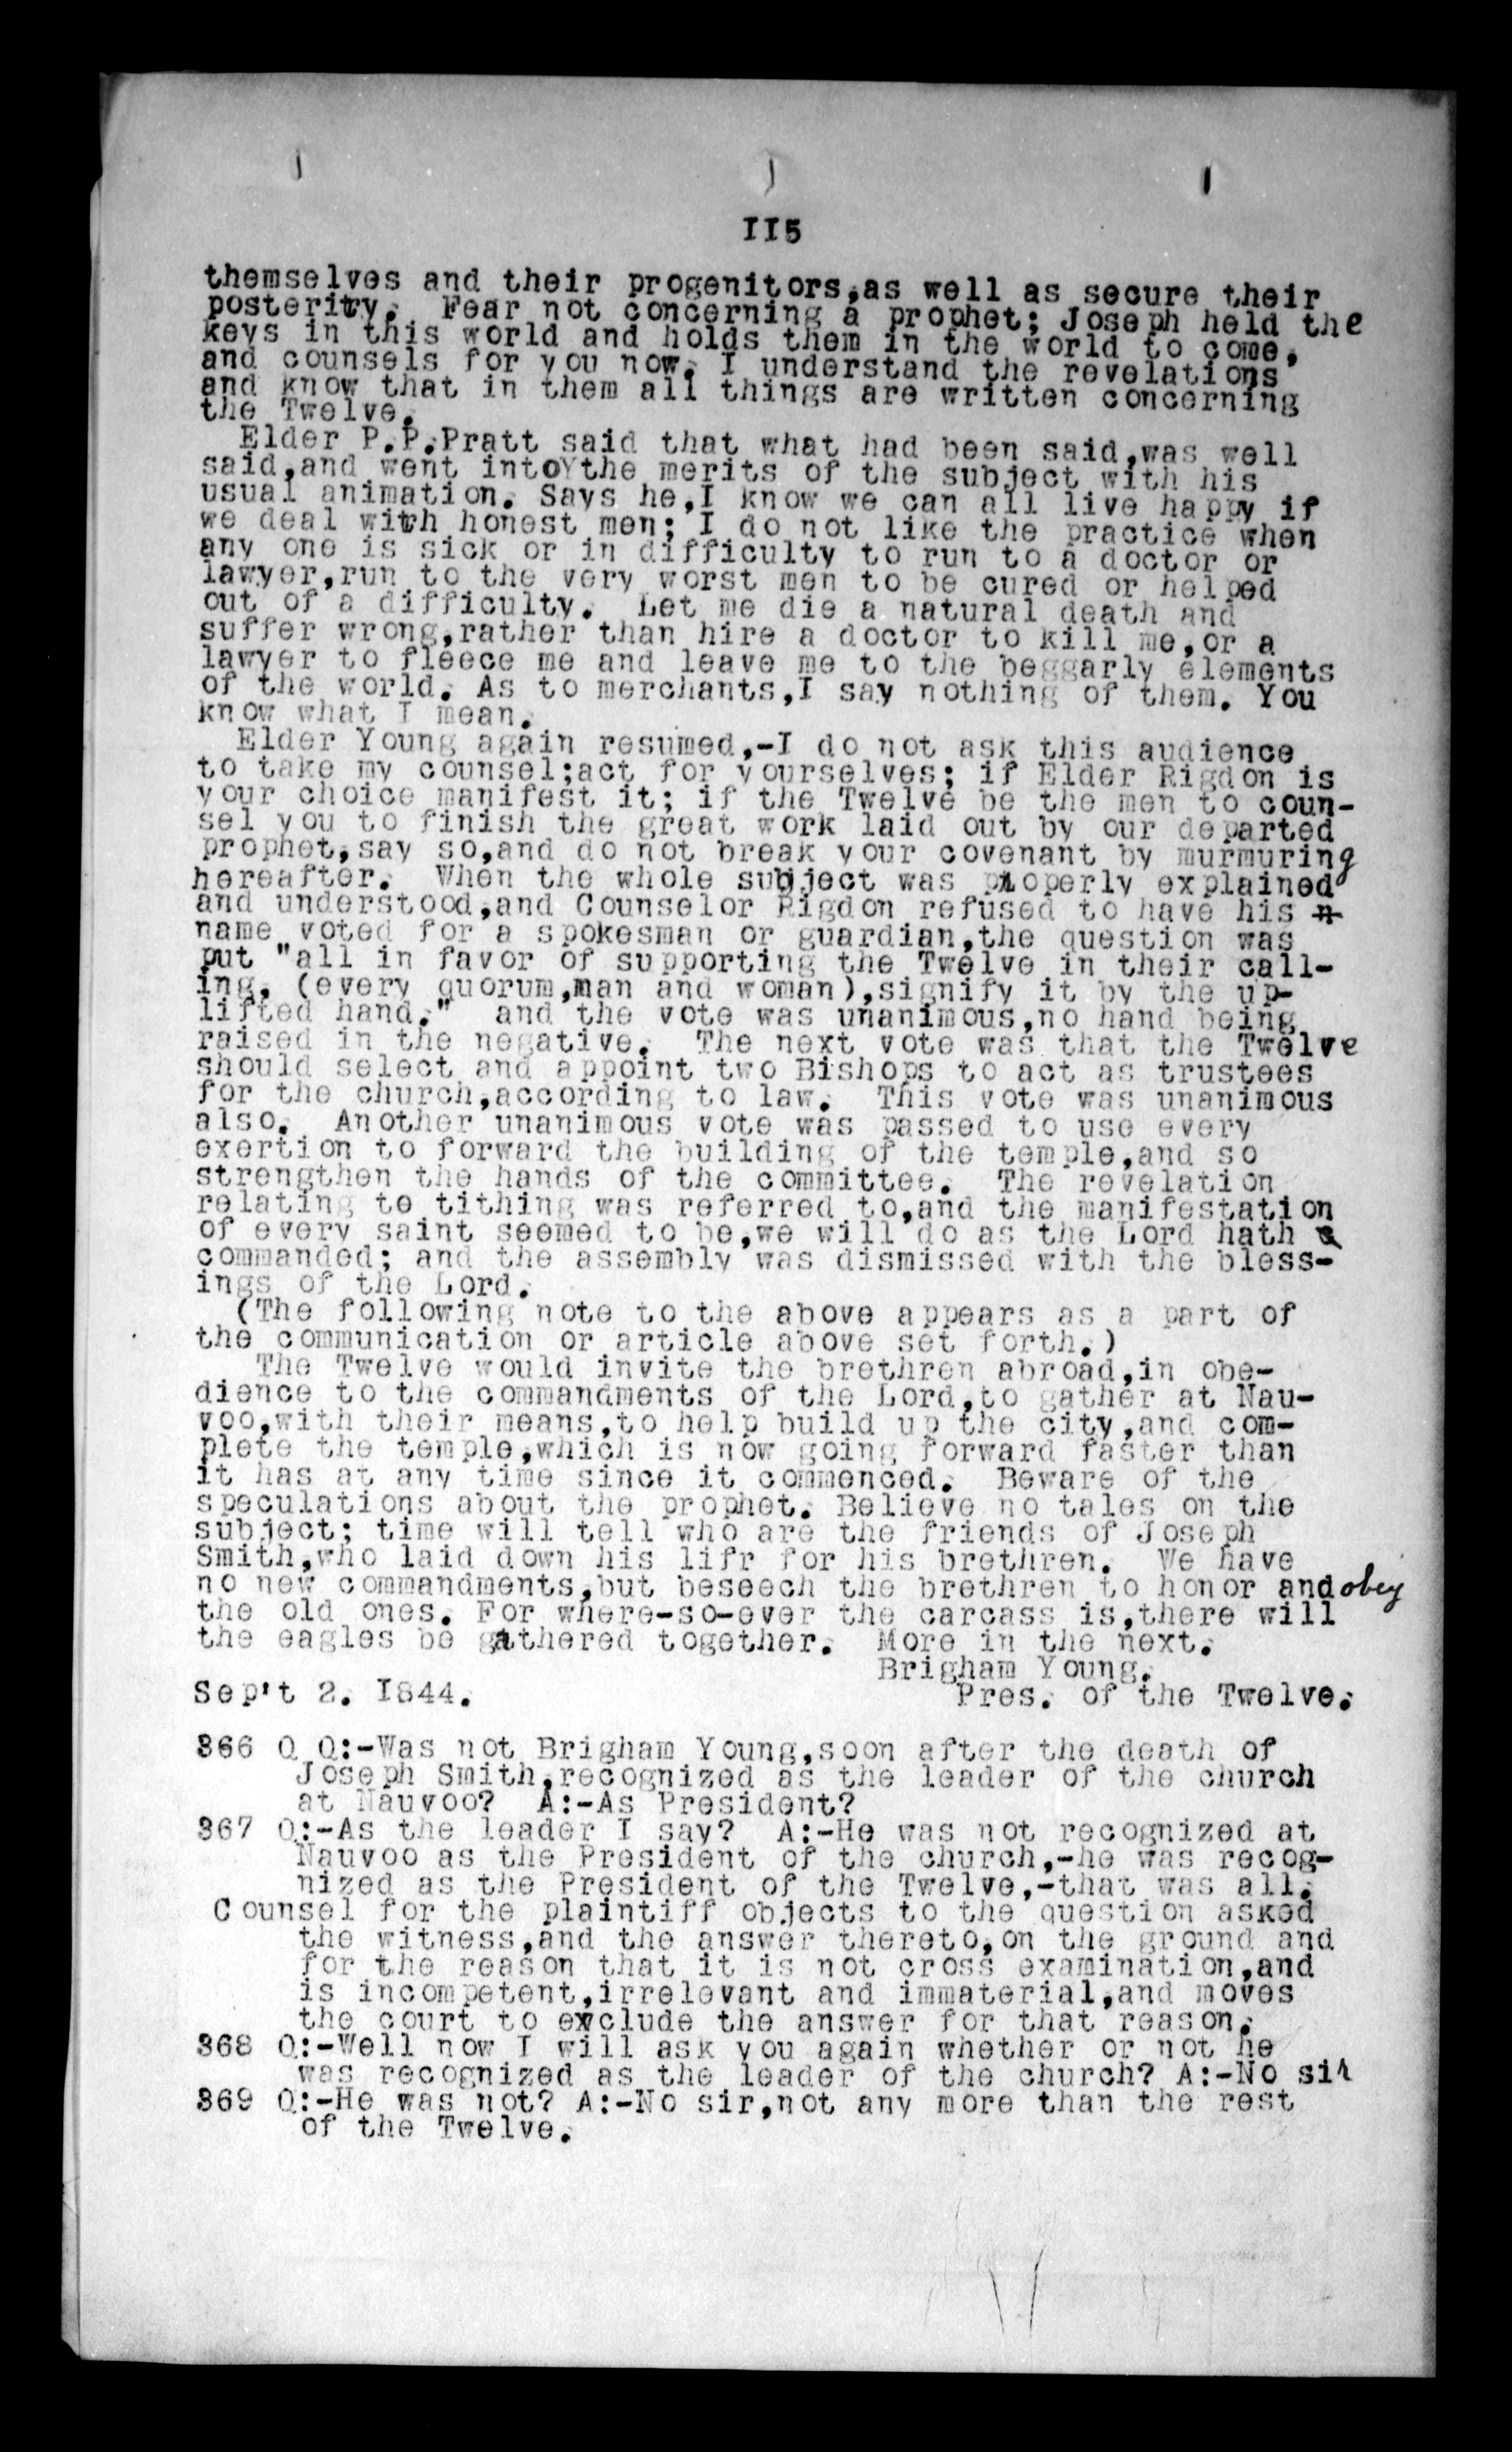 115
themselves and their progenitors,as well as secure their
posterity. Fear not concerning a prophet; Joseph held the
keys in this world and holds them in the world to come,
and counsels for you now. I understand the revelations
and know that in them all things are written concerning
the Twelve.
Elder P.P.Pratt said that what had been said,was well
said,and went into the merits of the subject with his
usual animation. Says he,I know we can all live happy if
we deal with honest men; I do not like the practice when
any one is sick or in difficulty to run to a doctor or
lawyer,run to the very worst men to be cured or helped
out of a difficulty. Let me die a natural death and
suffer wrong,rather than hire a doctor to kill me,or a
lawyer to fleece me and leave me to the beggarly elements
of the world. As to merchants,I say nothing of them. You
know what I mean.
Elder Young again resumed,-I do not ask this audience
to take my counsel;act for yourselves; if Elder Rigdon is
your choice manifest it; if the Twelve be the men to coun-
sel you to finish the great work laid out by our departed
prophet,say so,and do not break your covenant by murmuring
hereafter. When the whole subject was properly explained
and understood,and Counselor Rigdon refused to have his n
name voted for a spokesman or guardian,the question was
put "all in favor of supporting the Twelve in their call-
ing, (every quorum,man and woman),signify it by the up-
lifted hand." and the vote was unanimous,no hand being
raised in the negative. The next vote was that the Twelve
should select and appoint two Bishops to act as trustees
for the church,according to law. This vote was unanimous
also. Another unanimous vote was passed to use every
exertion to forward the building of the temple,and so
strengthen the hands of the committee. The revelation
relating to tithing was referred to,and the manifestation
of every saint seemed to be,we will do as the Lord hath c
commanded; and the assembly was dismissed with the bless-
ings of the Lord.
(The following note to the above appears as a part of
the communication or article above set forth.)
The Twelve would invite the brethren abroad,in obe-
dience to the commandments of the Lord,to gather at Nau-
voo,with their means,to help build up the city,and com-
plete the temple,which is now going forward faster than
it has at any time since it commenced. Beware of the
speculations about the prophet. Believe no tales on the
subject; time will tell who are the friends of Joseph
Smith,who laid down his lifr for his brethren. We have
no new commandments,but beseech the brethren to honor and obey
the old ones. For where-so-ever the carcass is,there will
the eagles be gathered together. More in the next.
Brigham Young.
Sep't 2. 1844. Pres. of the Twelve.
366 Q Q:-Was not Brigham Young,soon after the death of
Joseph Smith,recognized as the leader of the church
at Nauvoo? A:-As President?
367 Q:-As the leader I say? A:-He was not recognized at
Nauvoo as the President of the church,-he was recog-
nized as the President of the Twelve,-that was all.
Counsel for the plaintiff objects to the question asked
the witness,and the answer thereto,on the ground and
for the reason that it is not cross examination,and
is incompetent,irrelevant and immaterial,and moves
the court to exclude the answer for that reason.
368 Q:-Well now I will ask you again whether or not he
was recognized as the leader of the church? A:-No sir
369 Q:-He was not? A:-No sir,not any more than the rest
of the Twelve.